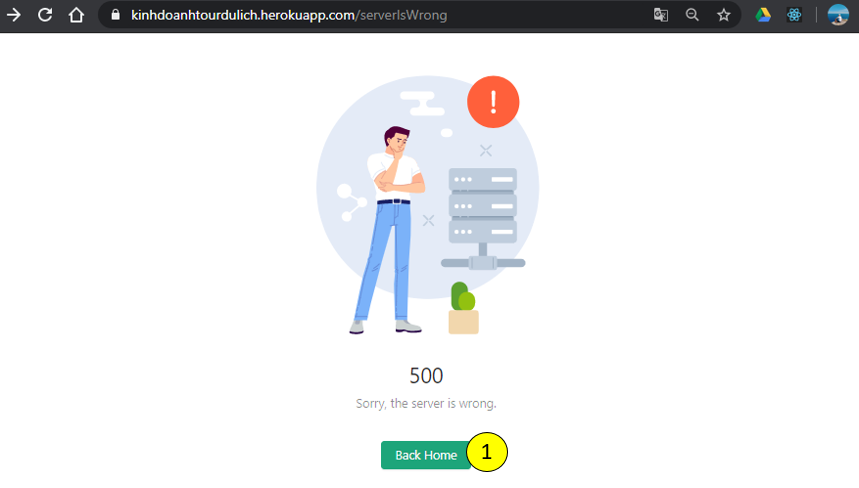 kinhdoanhtourdulich.herokuapp.com/serverIsWrong
!
500
Sorry, the server is wrong.
Back Home
1